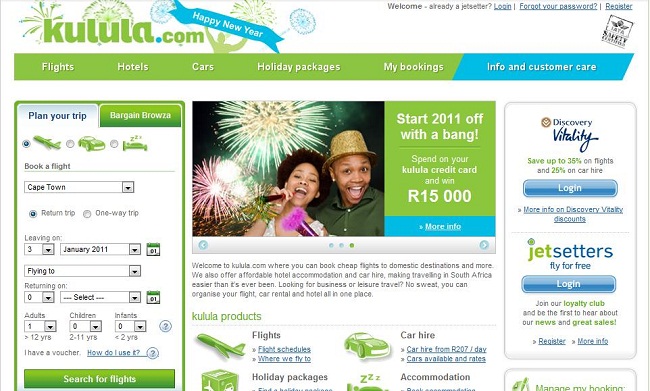 Welcome - already a jetsetter? Login | Forgot your password? | Register
kulula.com
Happy New Year
Flights
Hotels
Cars
Holiday packages
My bookings
Info and customer care
Plan your trip
Bargain Browza
Book a flight
Cape Town
Return trip
One-way trip
Leaving on:
3
January 2011
01
Flying to
Returning on:
0
--- Select ---
01
Adults
Children
Infants
1
0
0
?
> 12 yrs
2-11 yrs
< 2 yrs
I have a voucher. How do I use it?
?
Search for flights
Start 2011 off
with a bang!
Spend on your
kulula credit card
and win
R15 000
» More info
Welcome to kulula.com where you can book cheap flights to domestic destinations and more.
We also offer affordable hotel accommodation and car hire, making travelling in South Africa
easier than it's ever been. Looking for business or leisure travel? No sweat, you can
organise your flight, car rental and hotel all in one place.
kulula products
Flights
» Flight schedules
» Where we fly to
Car hire
» Car hire from R207 / day
» Cars available and rates
Holiday packages
» Find a holiday package
Accommodation
» Book accommodation
Discovery
Vitality
Save up to 35% on flights
and 25% on car hire
Login
» More info on Discovery Vitality
discounts
jetsetters
fly for free
Login
Join our loyalty club
and be the first to hear about
our news and great sales!
» Register
» More info
Manage my booking: